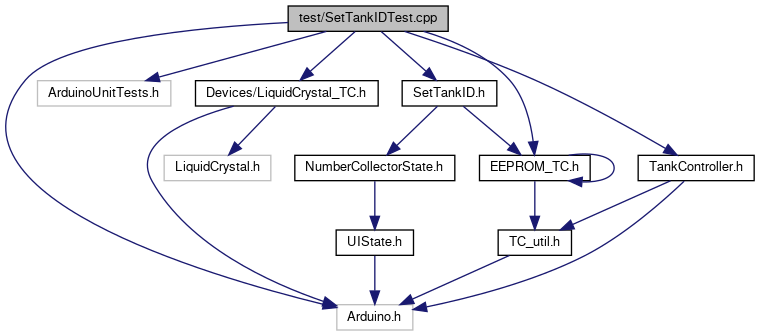 test/SetTankIDTest.cpp
ArduinoUnitTests.h
Devices/LiquidCrystal_TC.h
SetTankID.h
LiquidCrystal.h
NumberCollectorState.h
EEPROM_TC.h
TankController.h
UIState.h
TC_util.h
Arduino.h